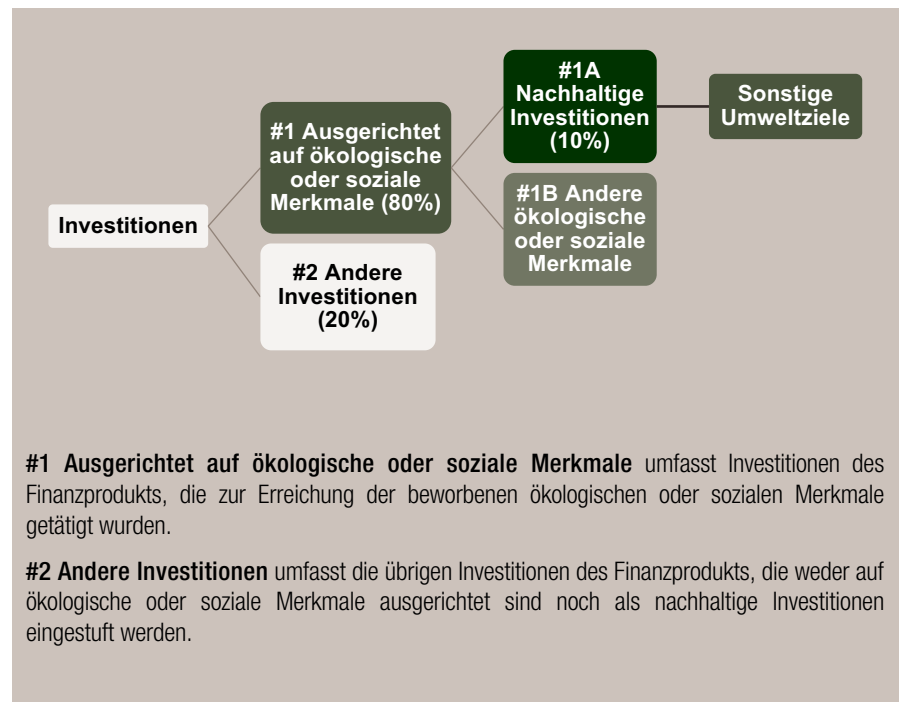 Investitionen
#1 Ausgerichtet
auf ökologische
oder soziale
Merkmale (80%)
#2 Andere
Investitionen
(20%)
#1A
Nachhaltige
Investitionen
(10%)
#1B Andere
ökologische
oder soziale
Merkmale
Sonstige
Umweltziele
#1 Ausgerichtet auf ökologische oder soziale Merkmale umfasst Investitionen des
Finanzprodukts, die zur Erreichung der beworbenen ökologischen oder sozialen Merkmale
getätigt wurden.
#2 Andere Investitionen umfasst die übrigen Investitionen des Finanzprodukts, die weder auf
ökologische oder soziale Merkmale ausgerichtet sind noch als nachhaltige Investitionen
eingestuft werden.